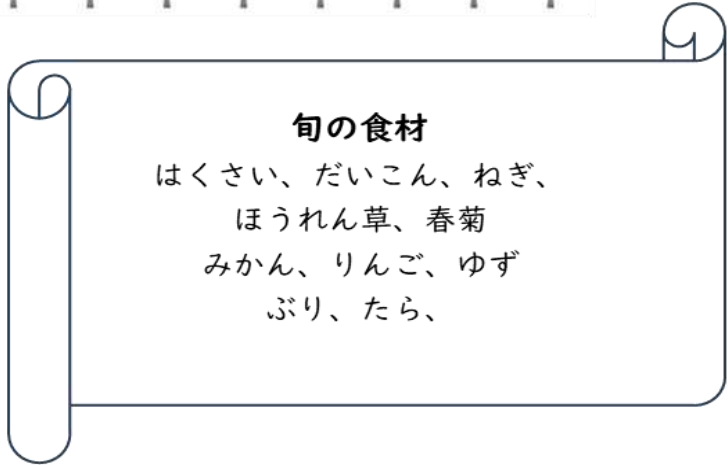 旬の食材
はくさい、だいこん、ねぎ、
ほうれん草、春菊
みかん、りんご、ゆず
ぶり、たら、